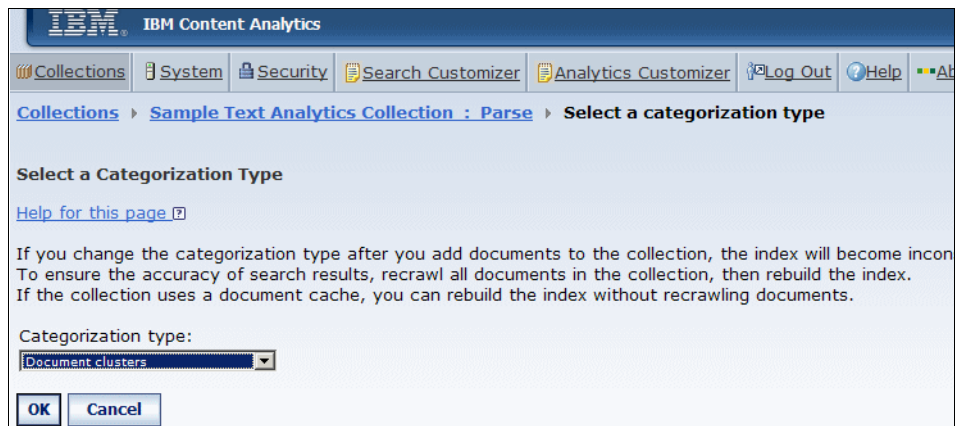 IBM® IBM Content Analytics
Collections System Security Search Customizer Analytics Customizer Log Out Help Ab
Collections Sample Text Analytics Collection : Parse Select a categorization type
Select a Categorization Type
Help for this page ?
If you change the categorization type after you add documents to the collection, the index will become incon
To ensure the accuracy of search results, recrawl all documents in the collection, then rebuild the index.
If the collection uses a document cache, you can rebuild the index without recrawling documents.
Categorization type:
Document clusters
OK Cancel